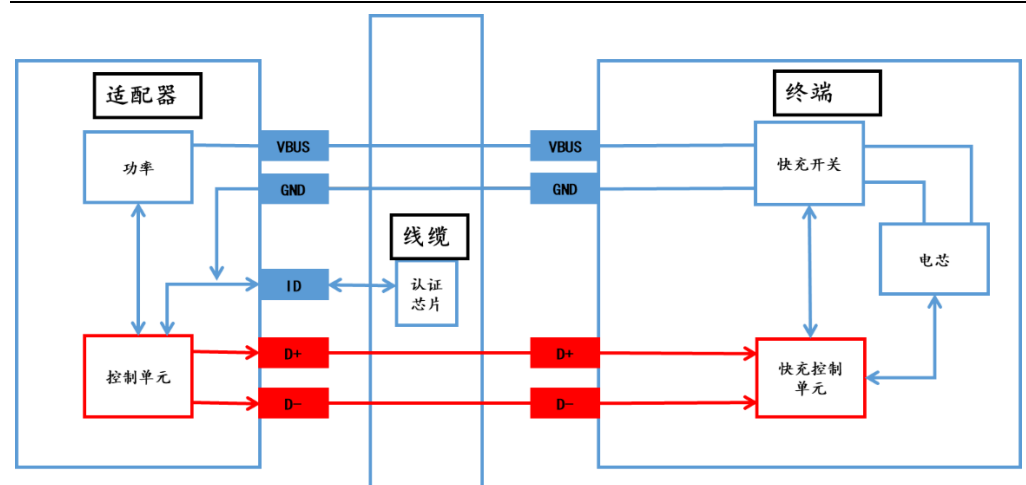 适配器
终端
功率
VBUS
VBUS
快充开关
GND
GND
线缆
电芯
ID
认证
芯片
D+
D+
控制单元
快充控制
单元
D-
D-